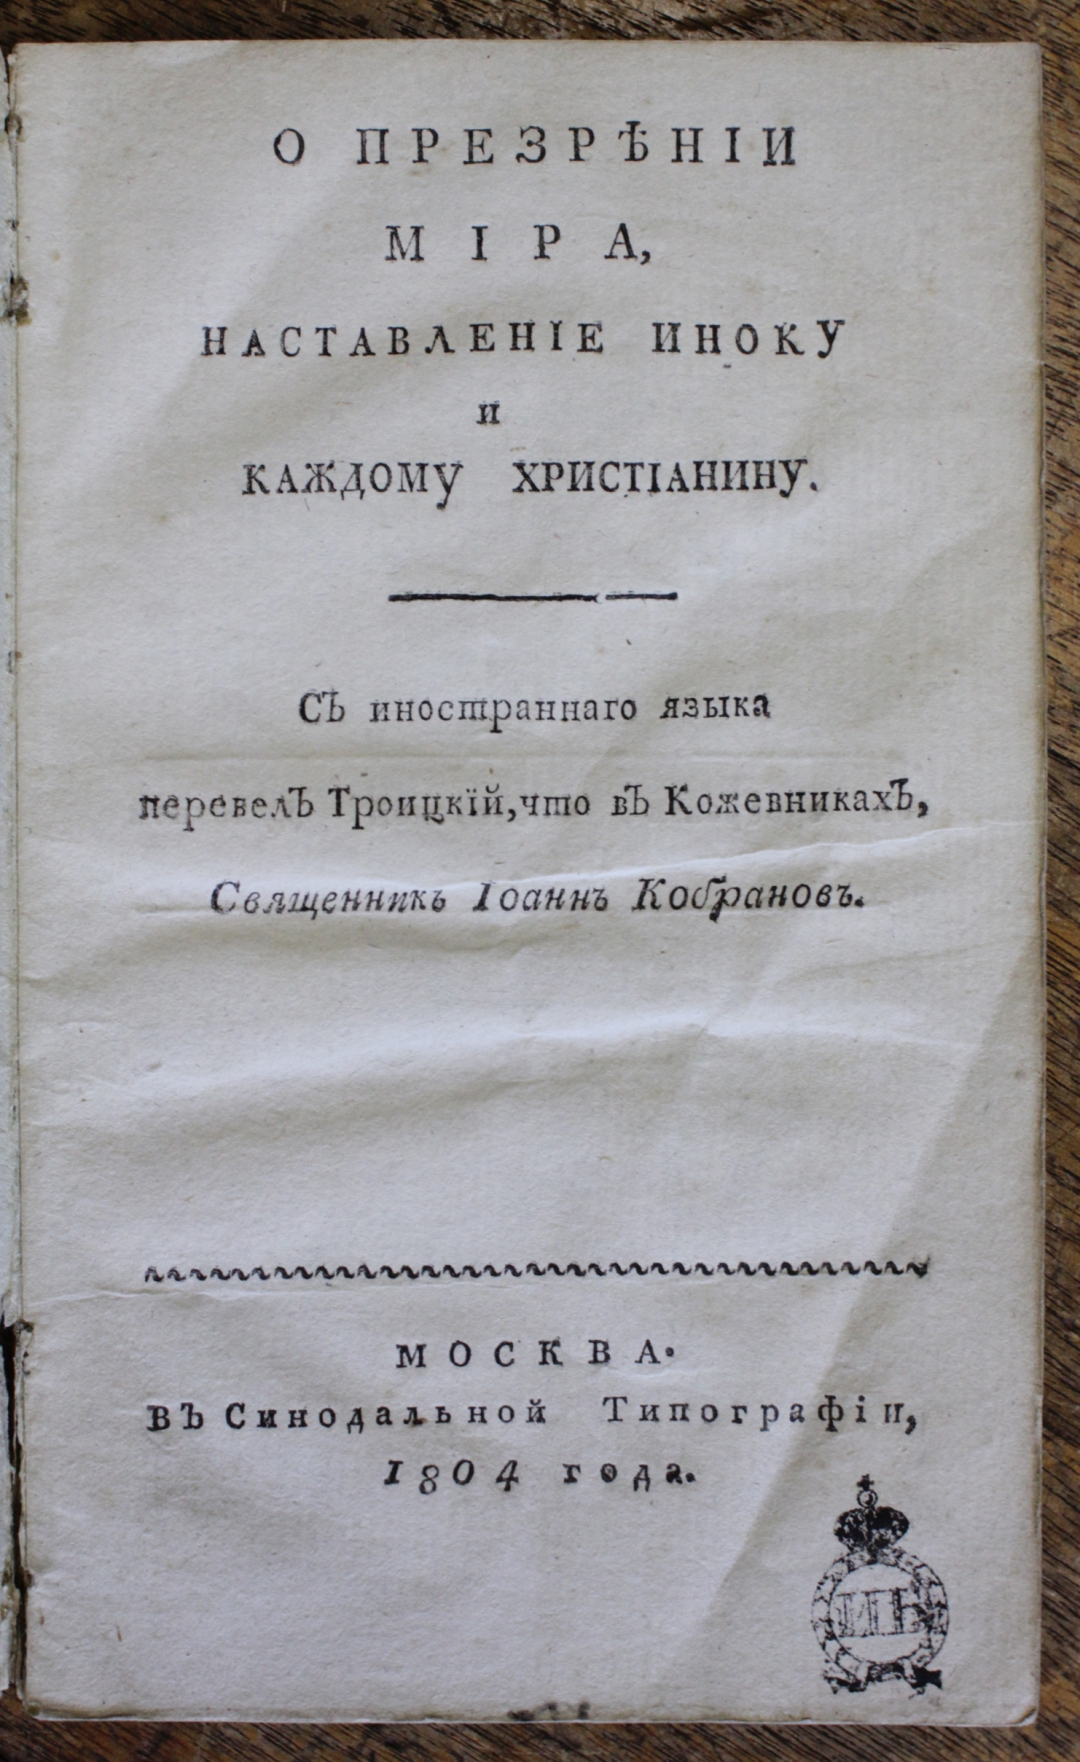 О ПРЕЗРѢНІИ
МІРА,
НАСТАВЛЕНІЕ ИНОКУ
И
КАЖДОМУ ХРИСТІАНИНУ.
Съ иностраннаго языка
перевелъ Троицкій, что въ Кожевникахъ,
Священникъ Іоаннъ Кобрановъ.
МОСКВА.
Въ Синодальной Типографіи,
1804 года.